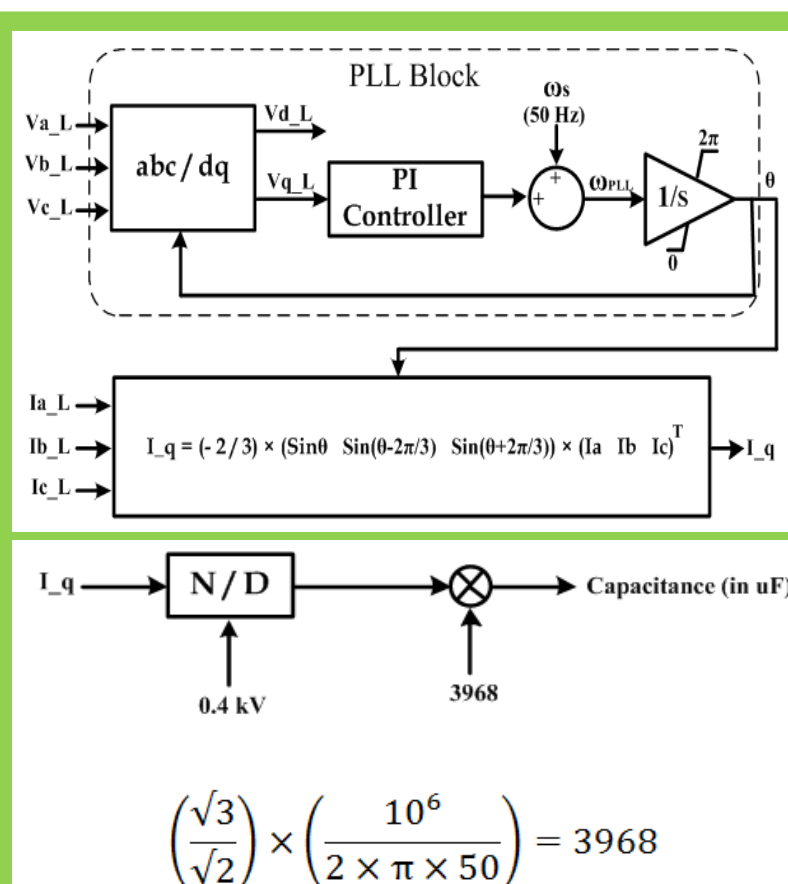 PLL Block
ωs
(50 Hz)
2π
Va_L
Vb_L
Vc_L
abc/dq
Vd_L
Vq_L
PI
Controller
+
+
ωPLL
1/s
θ
0
Ia_L
Ib_L
Ic_L
I_q = (-2/3) × (Sinθ Sin(θ-2π/3) Sin(θ+2π/3)) × (Ia Ib Ic)^T
I_q
I_q
N/D
Capacitance (in uF)
0.4 kV
3968
(√3/√2) × (10^6/(2 × π × 50)) = 3968